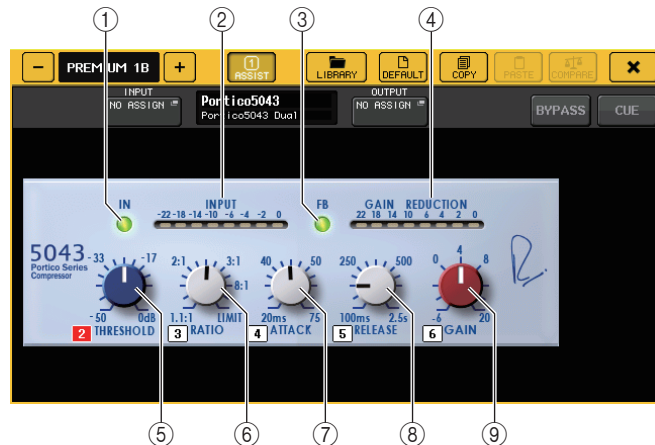 ① ② ③ ④
− PREMIUM 1B + 1 ASSIST LIBRARY DEFAULT COPY PASTE COMPARE ×
INPUT
NO ASSIGN
Portico5043
Portico5043 Dual
OUTPUT
NO ASSIGN
BYPASS CUE
IN INPUT FB GAIN REDUCTION
-22 -18 -14 -10 -6 -4 -2 0
22 18 14 10 6 4 2 0
5043
Portico Series
Compressor
-33 -17 2:1 3:1 8:1 40 50 250 500 0 4 8
-50 0dB 1.1:1 LIMIT 20ms 75 100ms 2.5s -6 20
2 THRESHOLD 3 RATIO 4 ATTACK 5 RELEASE 6 GAIN
⑤ ⑥ ⑦ ⑧ ⑨